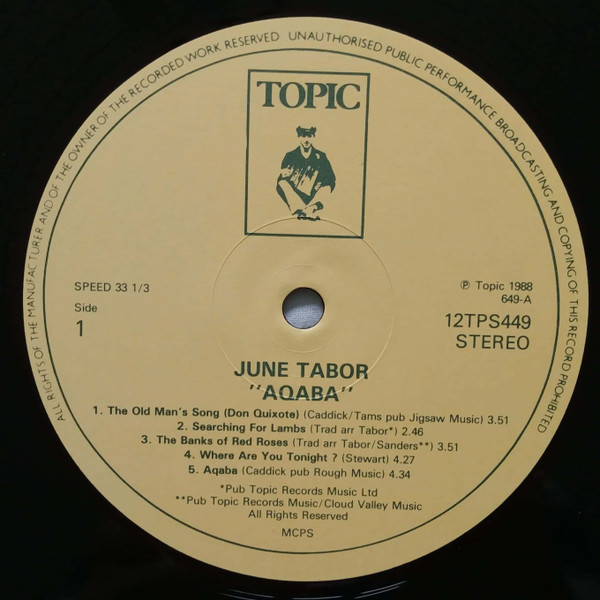 ALL RIGHTS OF THE MANUFACTURER AND OF THE OWNER OF THE RECORDED WORK RESERVED UNAUTHORISED PUBLIC PERFORMANCE BROADCASTING AND COPYING OF THIS RECORD PROHIBITED
TOPIC
SPEED 33 1/3
Side
1
℗ Topic 1988
649-A
12TPS449
STEREO
JUNE TABOR
"AQABA"
1. The Old Man's Song (Don Quixote) (Caddick/Tams pub Jigsaw Music) 3.51
2. Searching For Lambs (Trad arr Tabor*) 2.46
3. The Banks of Red Roses (Trad arr Tabor/Sanders**) 3.51
4. Where Are You Tonight ? (Stewart) 4.27
5. Aqaba (Caddick pub Rough Music) 4.34
*Pub Topic Records Music Ltd
**Pub Topic Records Music/Cloud Valley Music
All Rights Reserved
MCPS